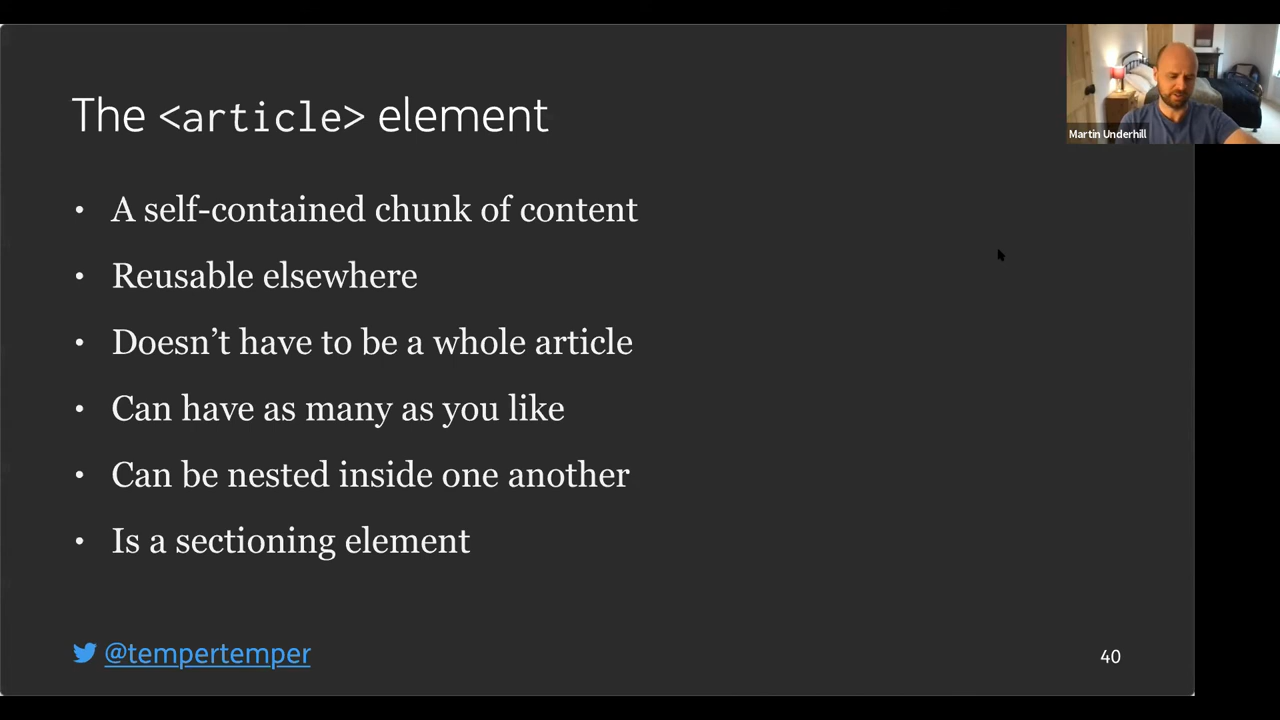 The <article> element
• A self-contained chunk of content
• Reusable elsewhere
• Doesn’t have to be a whole article
• Can have as many as you like
• Can be nested inside one another
• Is a sectioning element
@tempertemper
40
Martin Underhill